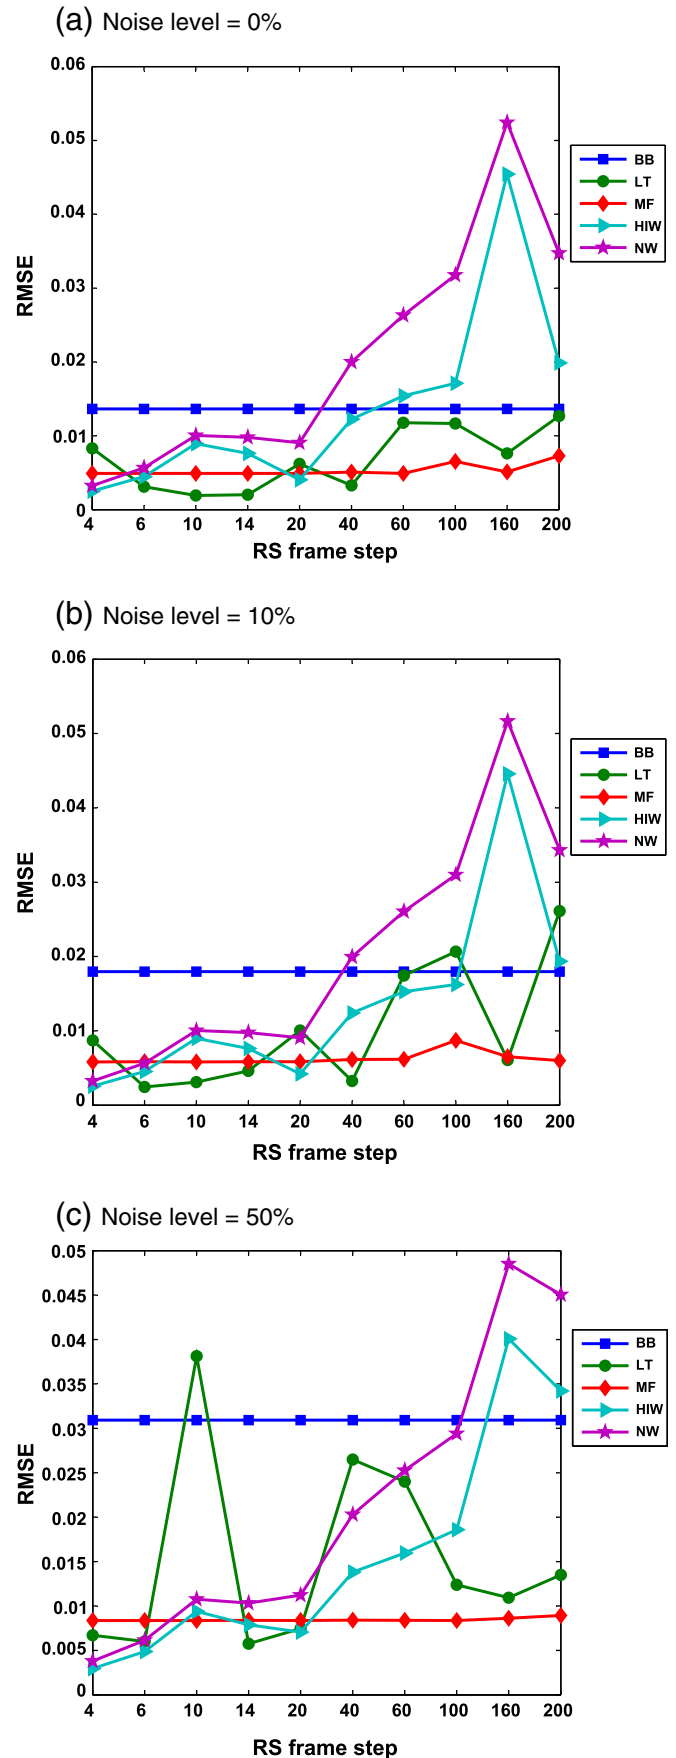 (a) Noise level = 0%
0.06
0.05
0.04
0.03
0.02
0.01
0
RMSE
4 6 10 14 20 40 60 100 160 200
RS frame step
BB
LT
MF
HIW
NW
(b) Noise level = 10%
0.06
0.05
0.04
0.03
0.02
0.01
0
RMSE
4 6 10 14 20 40 60 100 160 200
RS frame step
BB
LT
MF
HIW
NW
(c) Noise level = 50%
0.05
0.045
0.04
0.035
0.03
0.025
0.02
0.015
0.01
0.005
0
RMSE
4 6 10 14 20 40 60 100 160 200
RS frame step
BB
LT
MF
HIW
NW